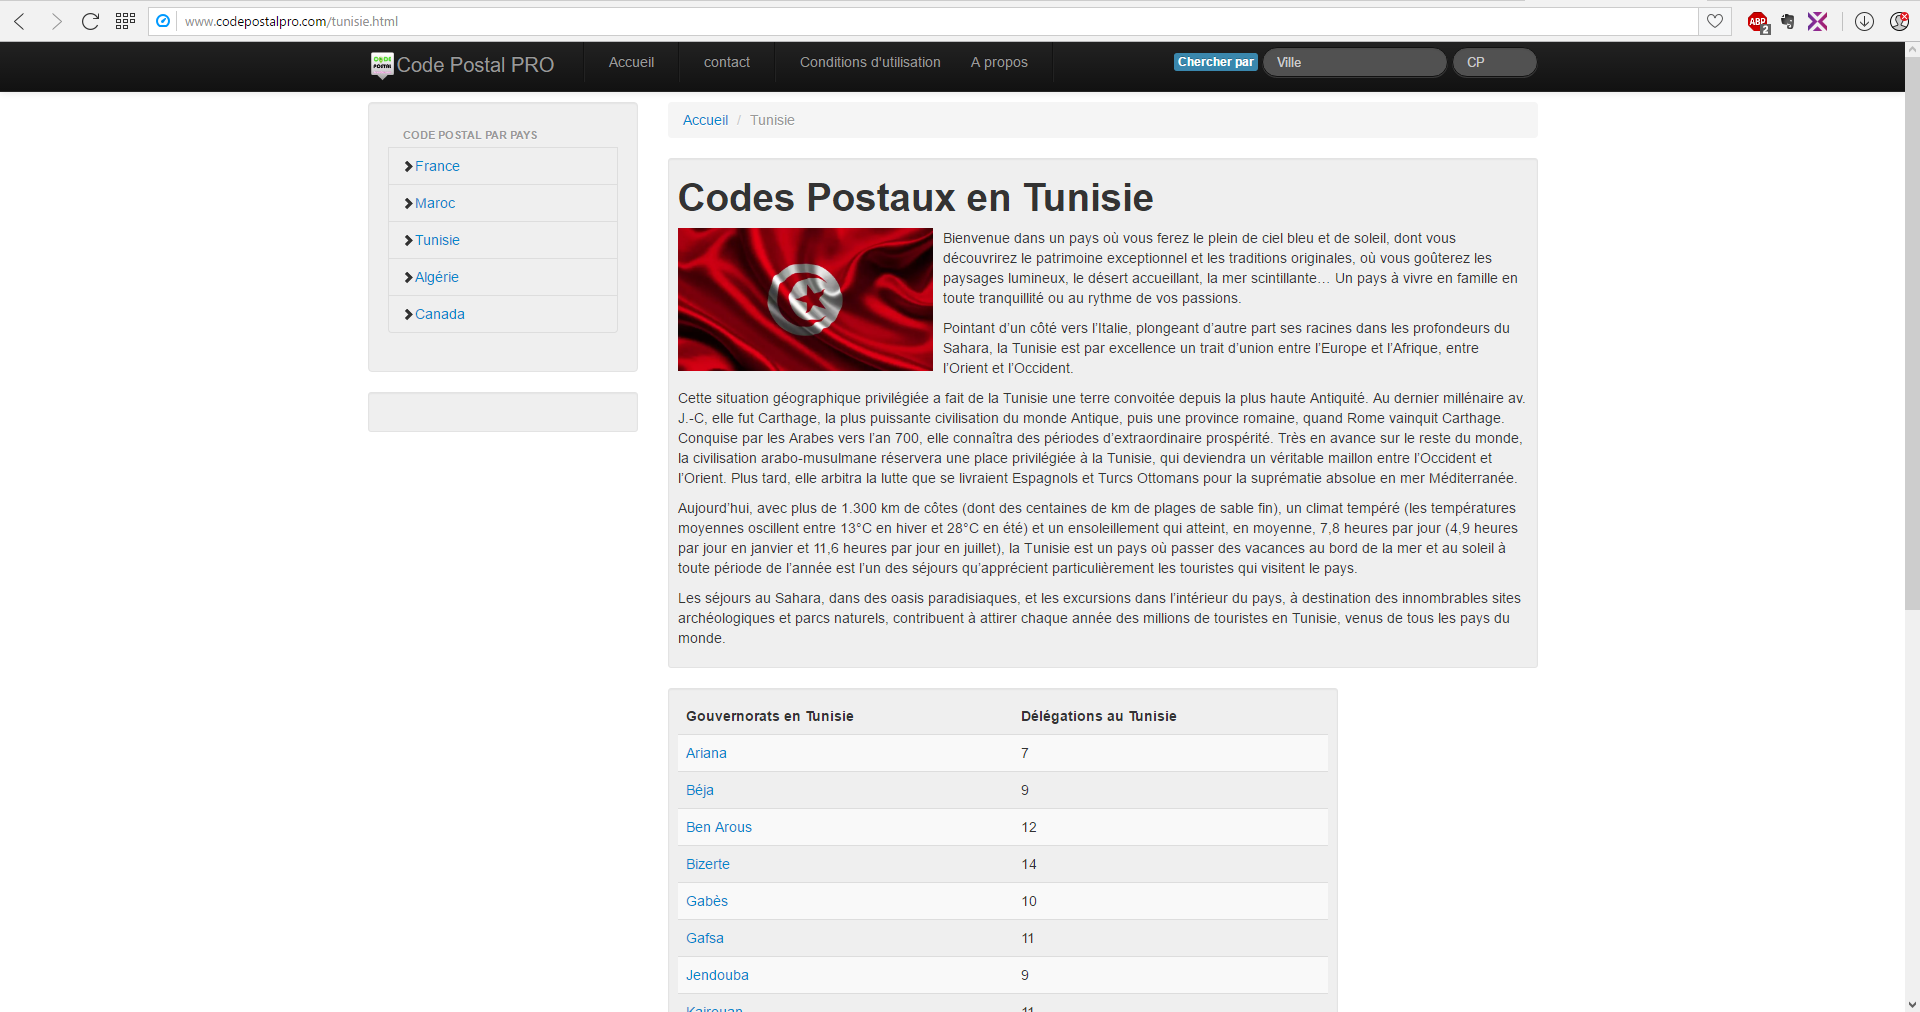 www.codepostalpro.com/tunisie.html
ABP
2
CODE
POSTAL
Code Postal PRO
Accueil
contact
Conditions d'utilisation
A propos
Chercher par
Ville
CP
CODE POSTAL PAR PAYS
France
Maroc
Tunisie
Algérie
Canada
Accueil / Tunisie
Codes Postaux en Tunisie
Bienvenue dans un pays où vous ferez le plein de ciel bleu et de soleil, dont vous
découvrirez le patrimoine exceptionnel et les traditions originales, où vous goûterez les
paysages lumineux, le désert accueillant, la mer scintillante… Un pays à vivre en famille en
toute tranquillité ou au rythme de vos passions.
Pointant d’un côté vers l’Italie, plongeant d’autre part ses racines dans les profondeurs du
Sahara, la Tunisie est par excellence un trait d’union entre l’Europe et l’Afrique, entre
l’Orient et l’Occident.
Cette situation géographique privilégiée a fait de la Tunisie une terre convoitée depuis la plus haute Antiquité. Au dernier millénaire av.
J.-C, elle fut Carthage, la plus puissante civilisation du monde Antique, puis une province romaine, quand Rome vainquit Carthage.
Conquise par les Arabes vers l’an 700, elle connaîtra des périodes d’extraordinaire prospérité. Très en avance sur le reste du monde,
la civilisation arabo-musulmane réservera une place privilégiée à la Tunisie, qui deviendra un véritable maillon entre l’Occident et
l’Orient. Plus tard, elle arbitra la lutte que se livraient Espagnols et Turcs Ottomans pour la suprématie absolue en mer Méditerranée.
Aujourd’hui, avec plus de 1.300 km de côtes (dont des centaines de km de plages de sable fin), un climat tempéré (les températures
moyennes oscillent entre 13°C en hiver et 28°C en été) et un ensoleillement qui atteint, en moyenne, 7,8 heures par jour (4,9 heures
par jour en janvier et 11,6 heures par jour en juillet), la Tunisie est un pays où passer des vacances au bord de la mer et au soleil à
toute période de l’année est l’un des séjours qu’apprécient particulièrement les touristes qui visitent le pays.
Les séjours au Sahara, dans des oasis paradisiaques, et les excursions dans l’intérieur du pays, à destination des innombrables sites
archéologiques et parcs naturels, contribuent à attirer chaque année des millions de touristes en Tunisie, venus de tous les pays du
monde.
Gouvernorats en Tunisie Délégations au Tunisie
Ariana 7
Béja 9
Ben Arous 12
Bizerte 14
Gabès 10
Gafsa 11
Jendouba 9
Kairouan 11